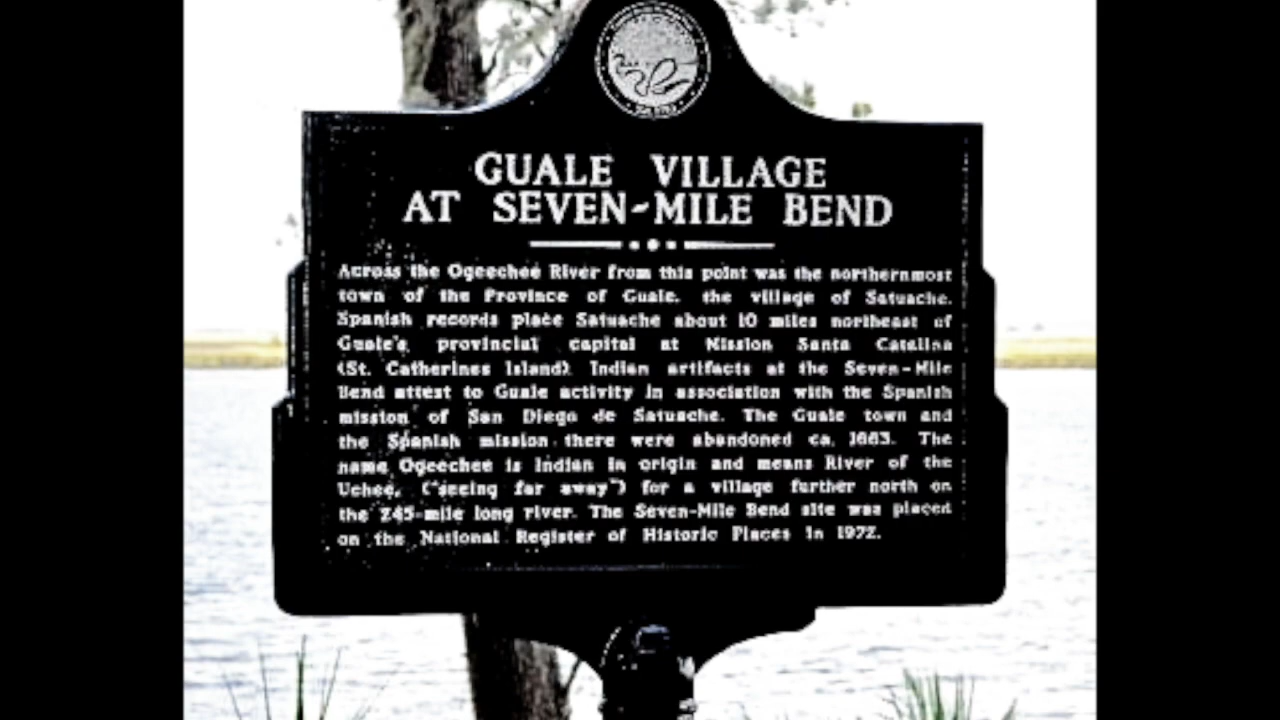 GUALE VILLAGE
AT SEVEN-MILE BEND
Across the Ogeechee River from this point was the northernmost
town of the Province of Guale, the village of Satuache.
Spanish records place Satuache about 10 miles northeast of
Guale's provincial capital at Mission Santa Catalina
(St. Catherines Island). Indian artifacts at the Seven-Mile
Bend attest to Guale activity in association with the Spanish
mission of San Diego de Satuache. The Guale town and
the Spanish mission there were abandoned ca. 1663. The
name Ogeechee is Indian in origin and means River of the
Uchee, ("seeing far away") for a village further north on
the 245-mile long river. The Seven-Mile Bend site was placed
on the National Register of Historic Places in 1972.